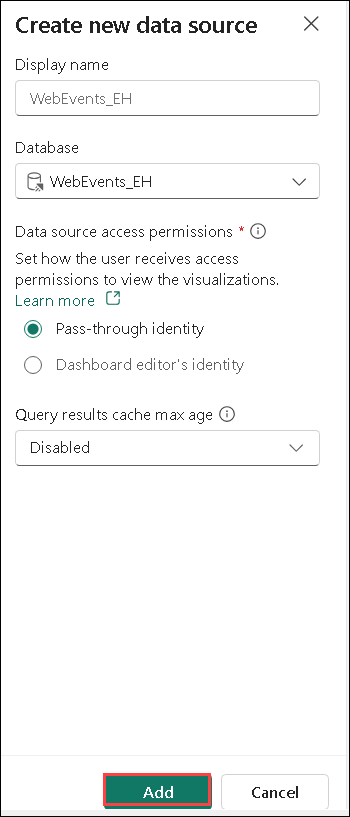 Create new data source
Display name
WebEvents_EH
Database
WebEvents_EH
Data source access permissions *
Set how the user receives access
permissions to view the visualizations.
Learn more
Pass-through identity
Dashboard editor's identity
Query results cache max age
Disabled
Add
Cancel